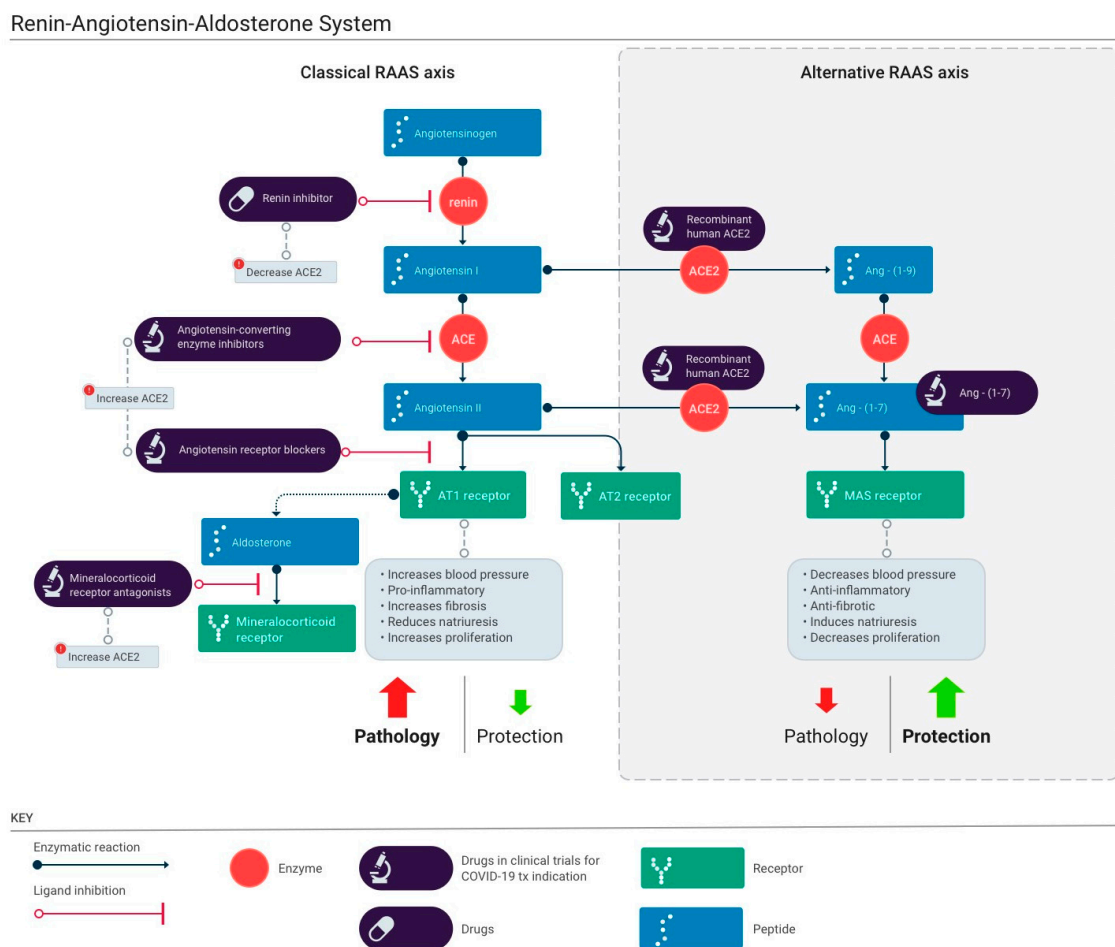 Renin-Angiotensin-Aldosterone System
Classical RAAS axis
Alternative RAAS axis
Angiotensinogen
Renin inhibitor
renin
Decrease ACE2
Angiotensin I
Recombinant
human ACE2
ACE2
Ang - (1-9)
Angiotensin-converting
enzyme inhibitors
ACE
ACE
Increase ACE2
Angiotensin II
Recombinant
human ACE2
ACE2
Ang - (1-7)
Ang - (1-7)
Angiotensin receptor blockers
AT1 receptor
AT2 receptor
MAS receptor
Aldosterone
Mineralocorticoid
receptor antagonists
Mineralocorticoid
receptor
Increase ACE2
• Increases blood pressure
• Pro-inflammatory
• Increases fibrosis
• Reduces natriuresis
• Increases proliferation
• Decreases blood pressure
• Anti-inflammatory
• Anti-fibrotic
• Induces natriuresis
• Decreases proliferation
Pathology
Protection
Pathology
Protection
KEY
Enzymatic reaction
Ligand inhibition
Enzyme
Drugs in clinical trials for
COVID-19 tx indication
Drugs
Receptor
Peptide